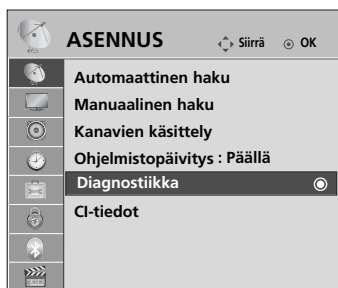 ASENNUS Siirrä OK
Automaattinen haku
Manuaalinen haku
Kanavien käsittely
Ohjelmistopäivitys : Päällä
Diagnostiikka
CI-tiedot